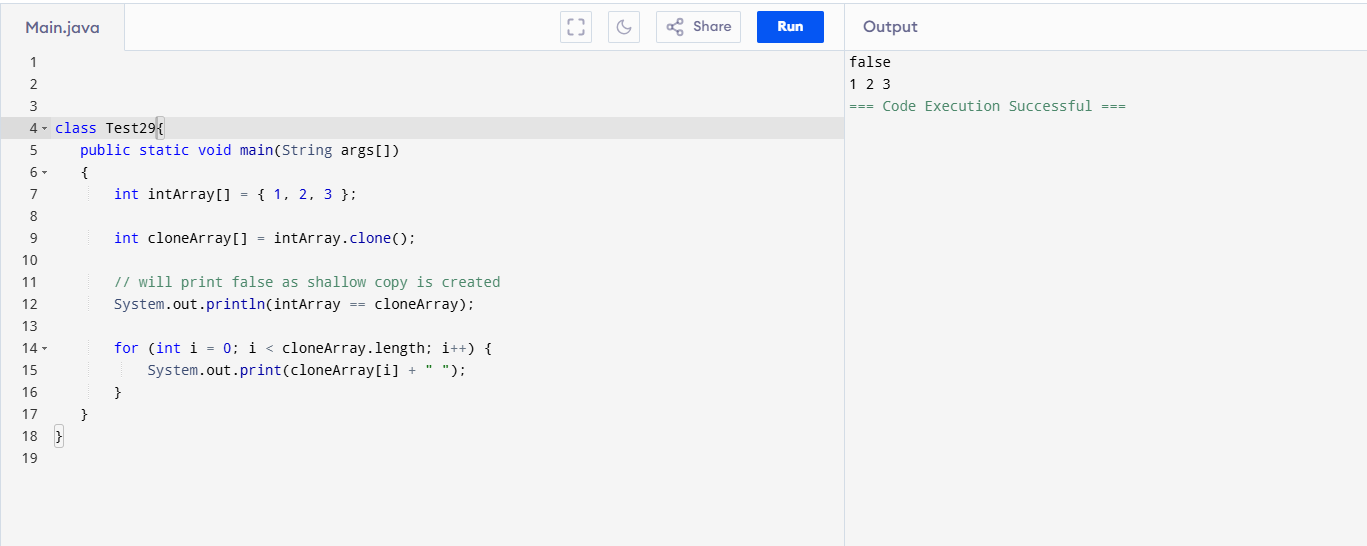 Main.java
Share
Run
Output
1
2
3
4 class Test29{
5 public static void main(String args[])
6 {
7 int intArray[] = { 1, 2, 3 };
8
9 int cloneArray[] = intArray.clone();
10
11 // will print false as shallow copy is created
12 System.out.println(intArray == cloneArray);
13
14 for (int i = 0; i < cloneArray.length; i++) {
15 System.out.print(cloneArray[i] + " ");
16 }
17 }
18 }
19
false
1 2 3
=== Code Execution Successful ===